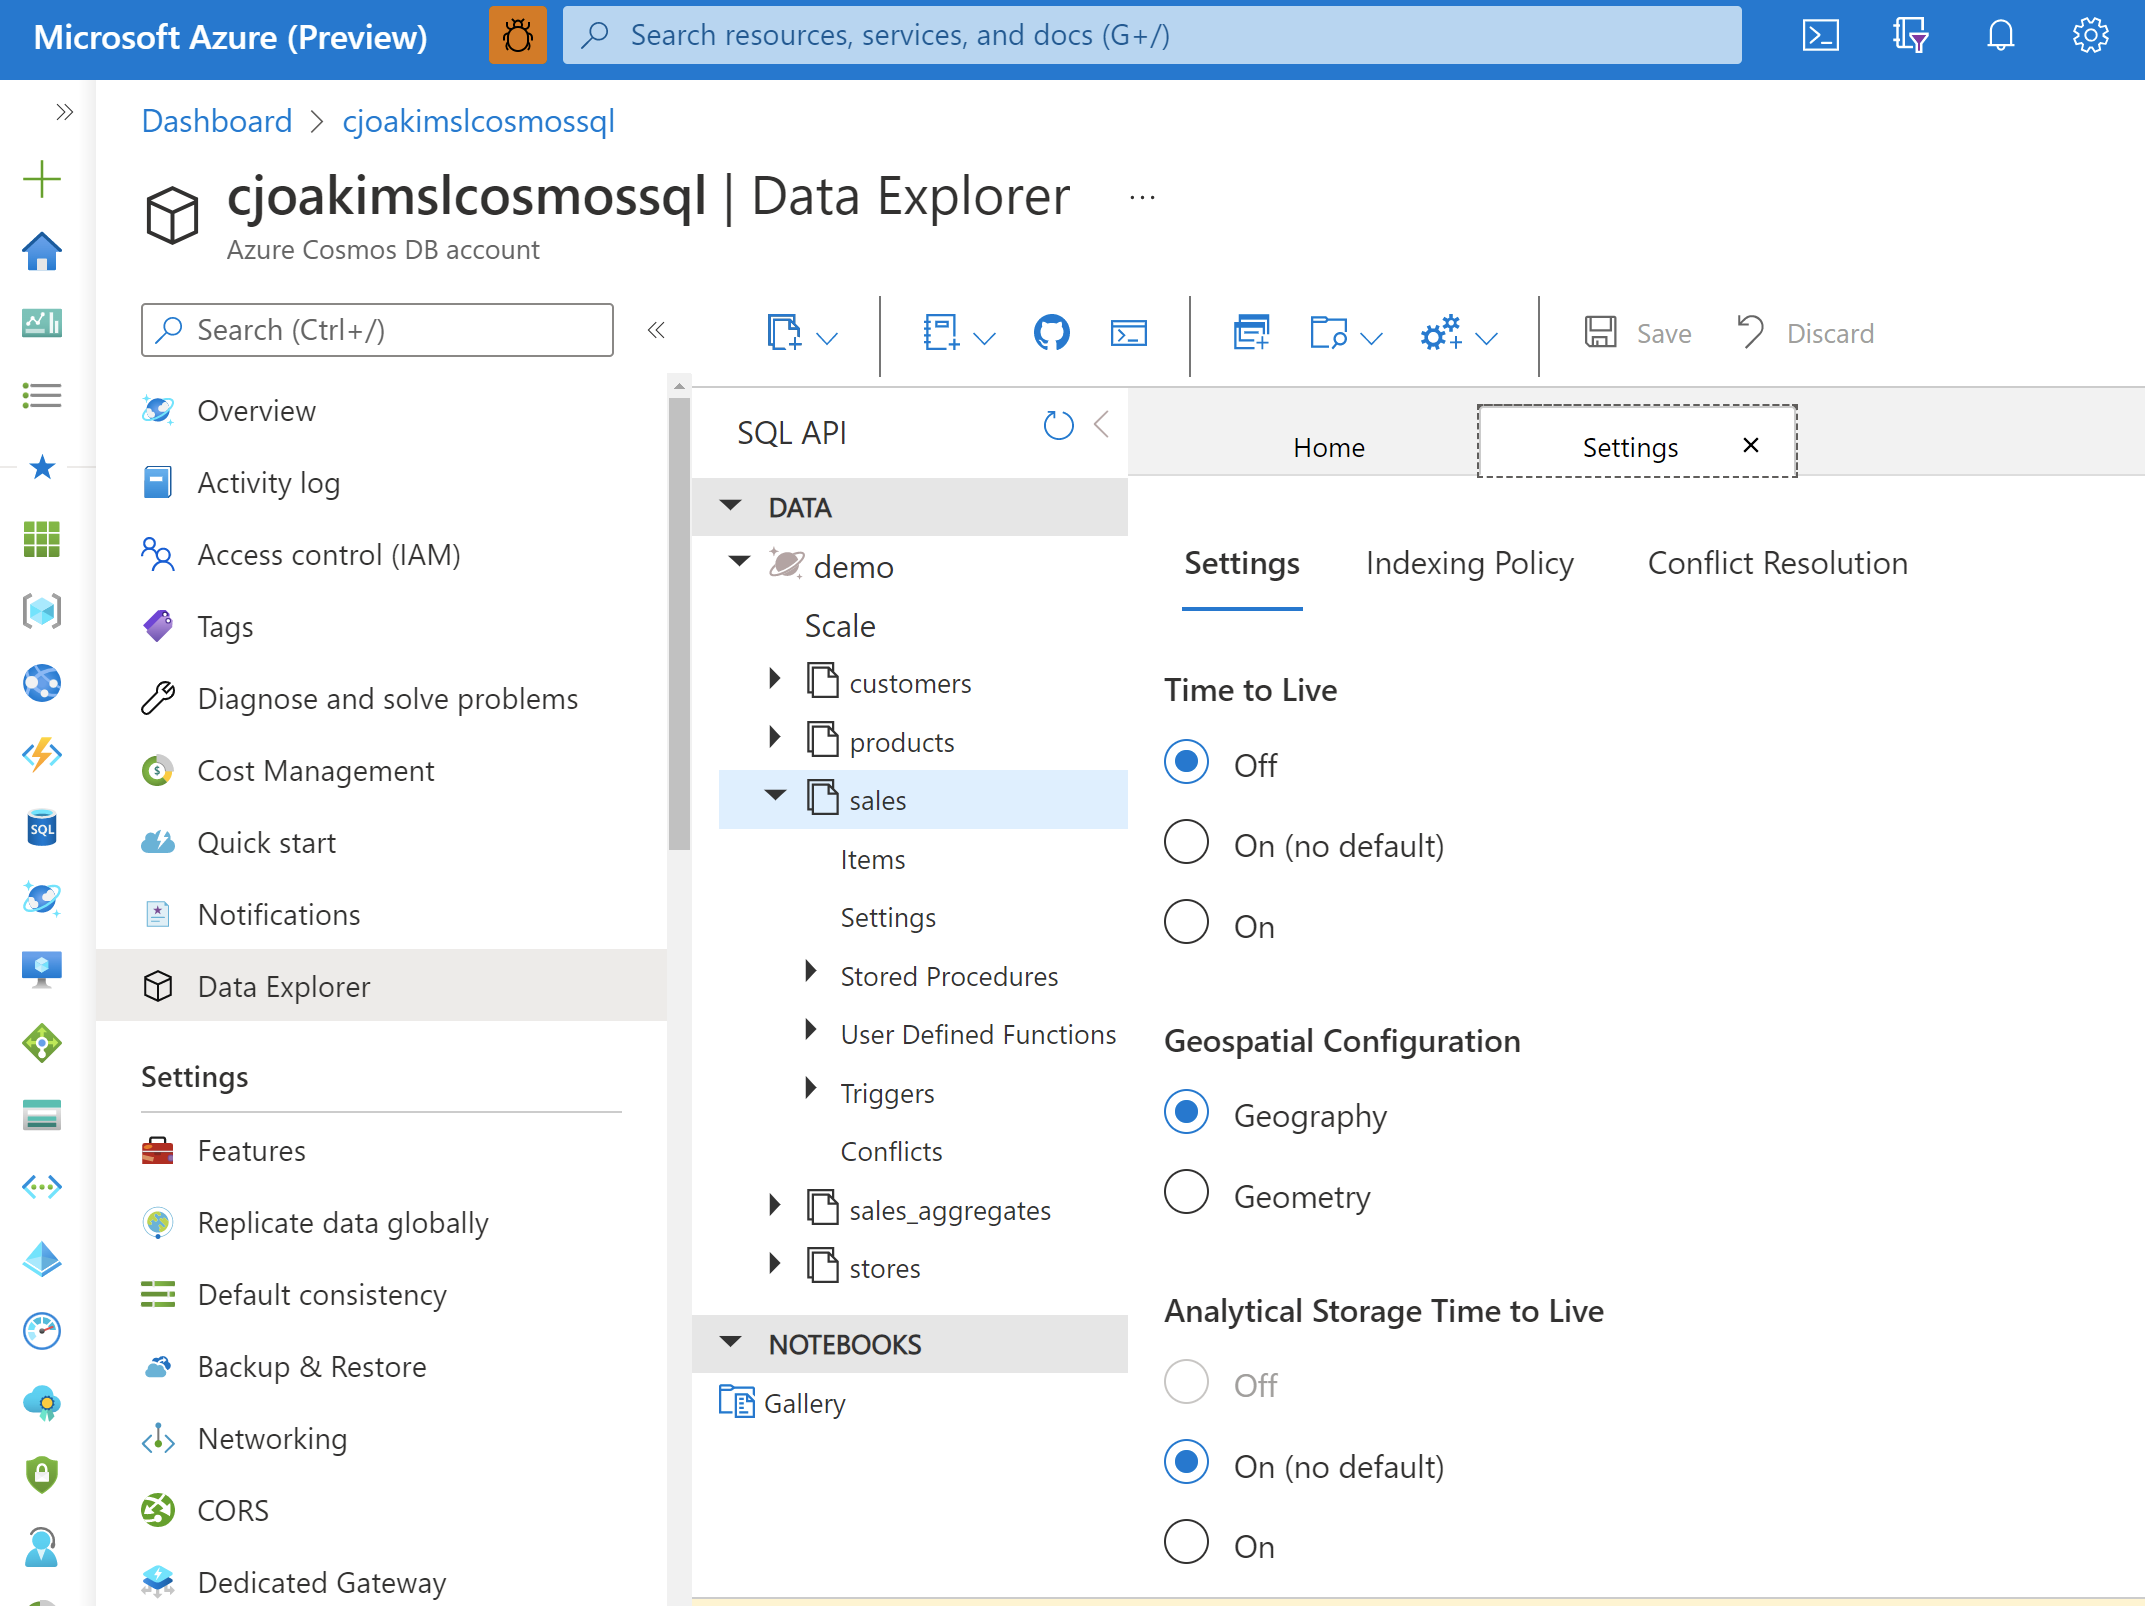 Microsoft Azure (Preview)
Search resources, services, and docs (G+/)
Dashboard > cjoakimslcosmossql
cjoakimslcosmossql | Data Explorer ...
Azure Cosmos DB account
Search (Ctrl+/)
Overview
Activity log
Access control (IAM)
Tags
Diagnose and solve problems
Cost Management
Quick start
Notifications
Data Explorer
Settings
Features
Replicate data globally
Default consistency
Backup & Restore
Networking
CORS
Dedicated Gateway
SQL
Save
Discard
SQL API
DATA
demo
Scale
customers
products
sales
Items
Settings
Stored Procedures
User Defined Functions
Triggers
Conflicts
sales_aggregates
stores
NOTEBOOKS
Gallery
Home
Settings
Settings
Indexing Policy
Conflict Resolution
Time to Live
Off
On (no default)
On
Geospatial Configuration
Geography
Geometry
Analytical Storage Time to Live
Off
On (no default)
On